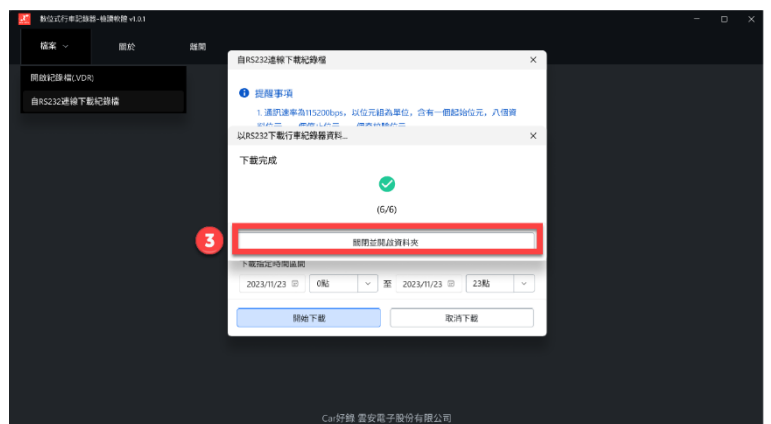 數位式行車記錄器-檢讀軟體 v1.0.1
檔案 關於 離開
開啟記錄檔(.VDR)
自RS232連線下載紀錄檔
自RS232連線下載紀錄檔
提醒事項
1. 通訊速率為115200bps，以位元組為單位，含有一個起始位元，八個資
以RS232下載行車紀錄器資料...
下載完成
(6/6)
3
關閉並開啟資料夾
下載指定時間區間
2023/11/23 0點 至 2023/11/23 23點
開始下載 取消下載
Car好錄 雲安電子股份有限公司